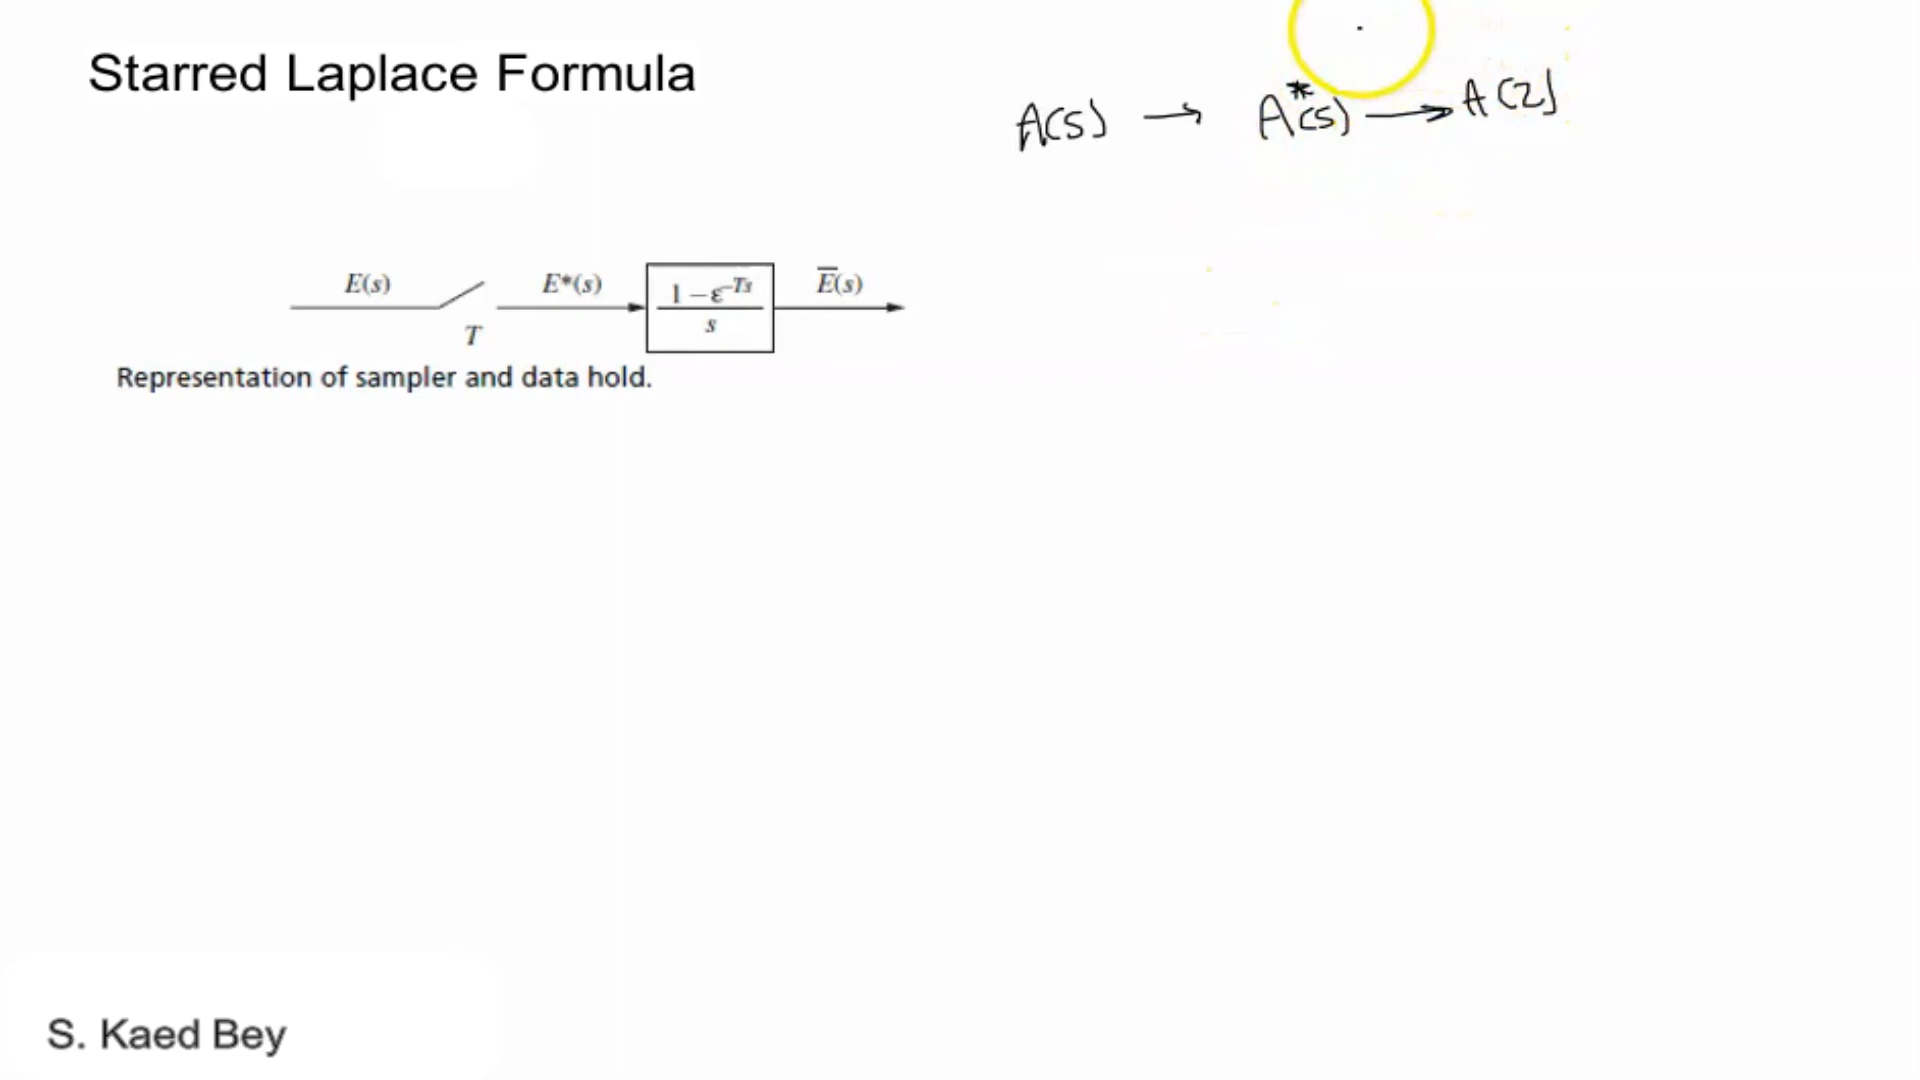 Starred Laplace Formula
A(s) → A*(s) → A(z)
E(s) T E*(s) 1 − ε^−Ts / s E̅(s)
Representation of sampler and data hold.
S. Kaed Bey